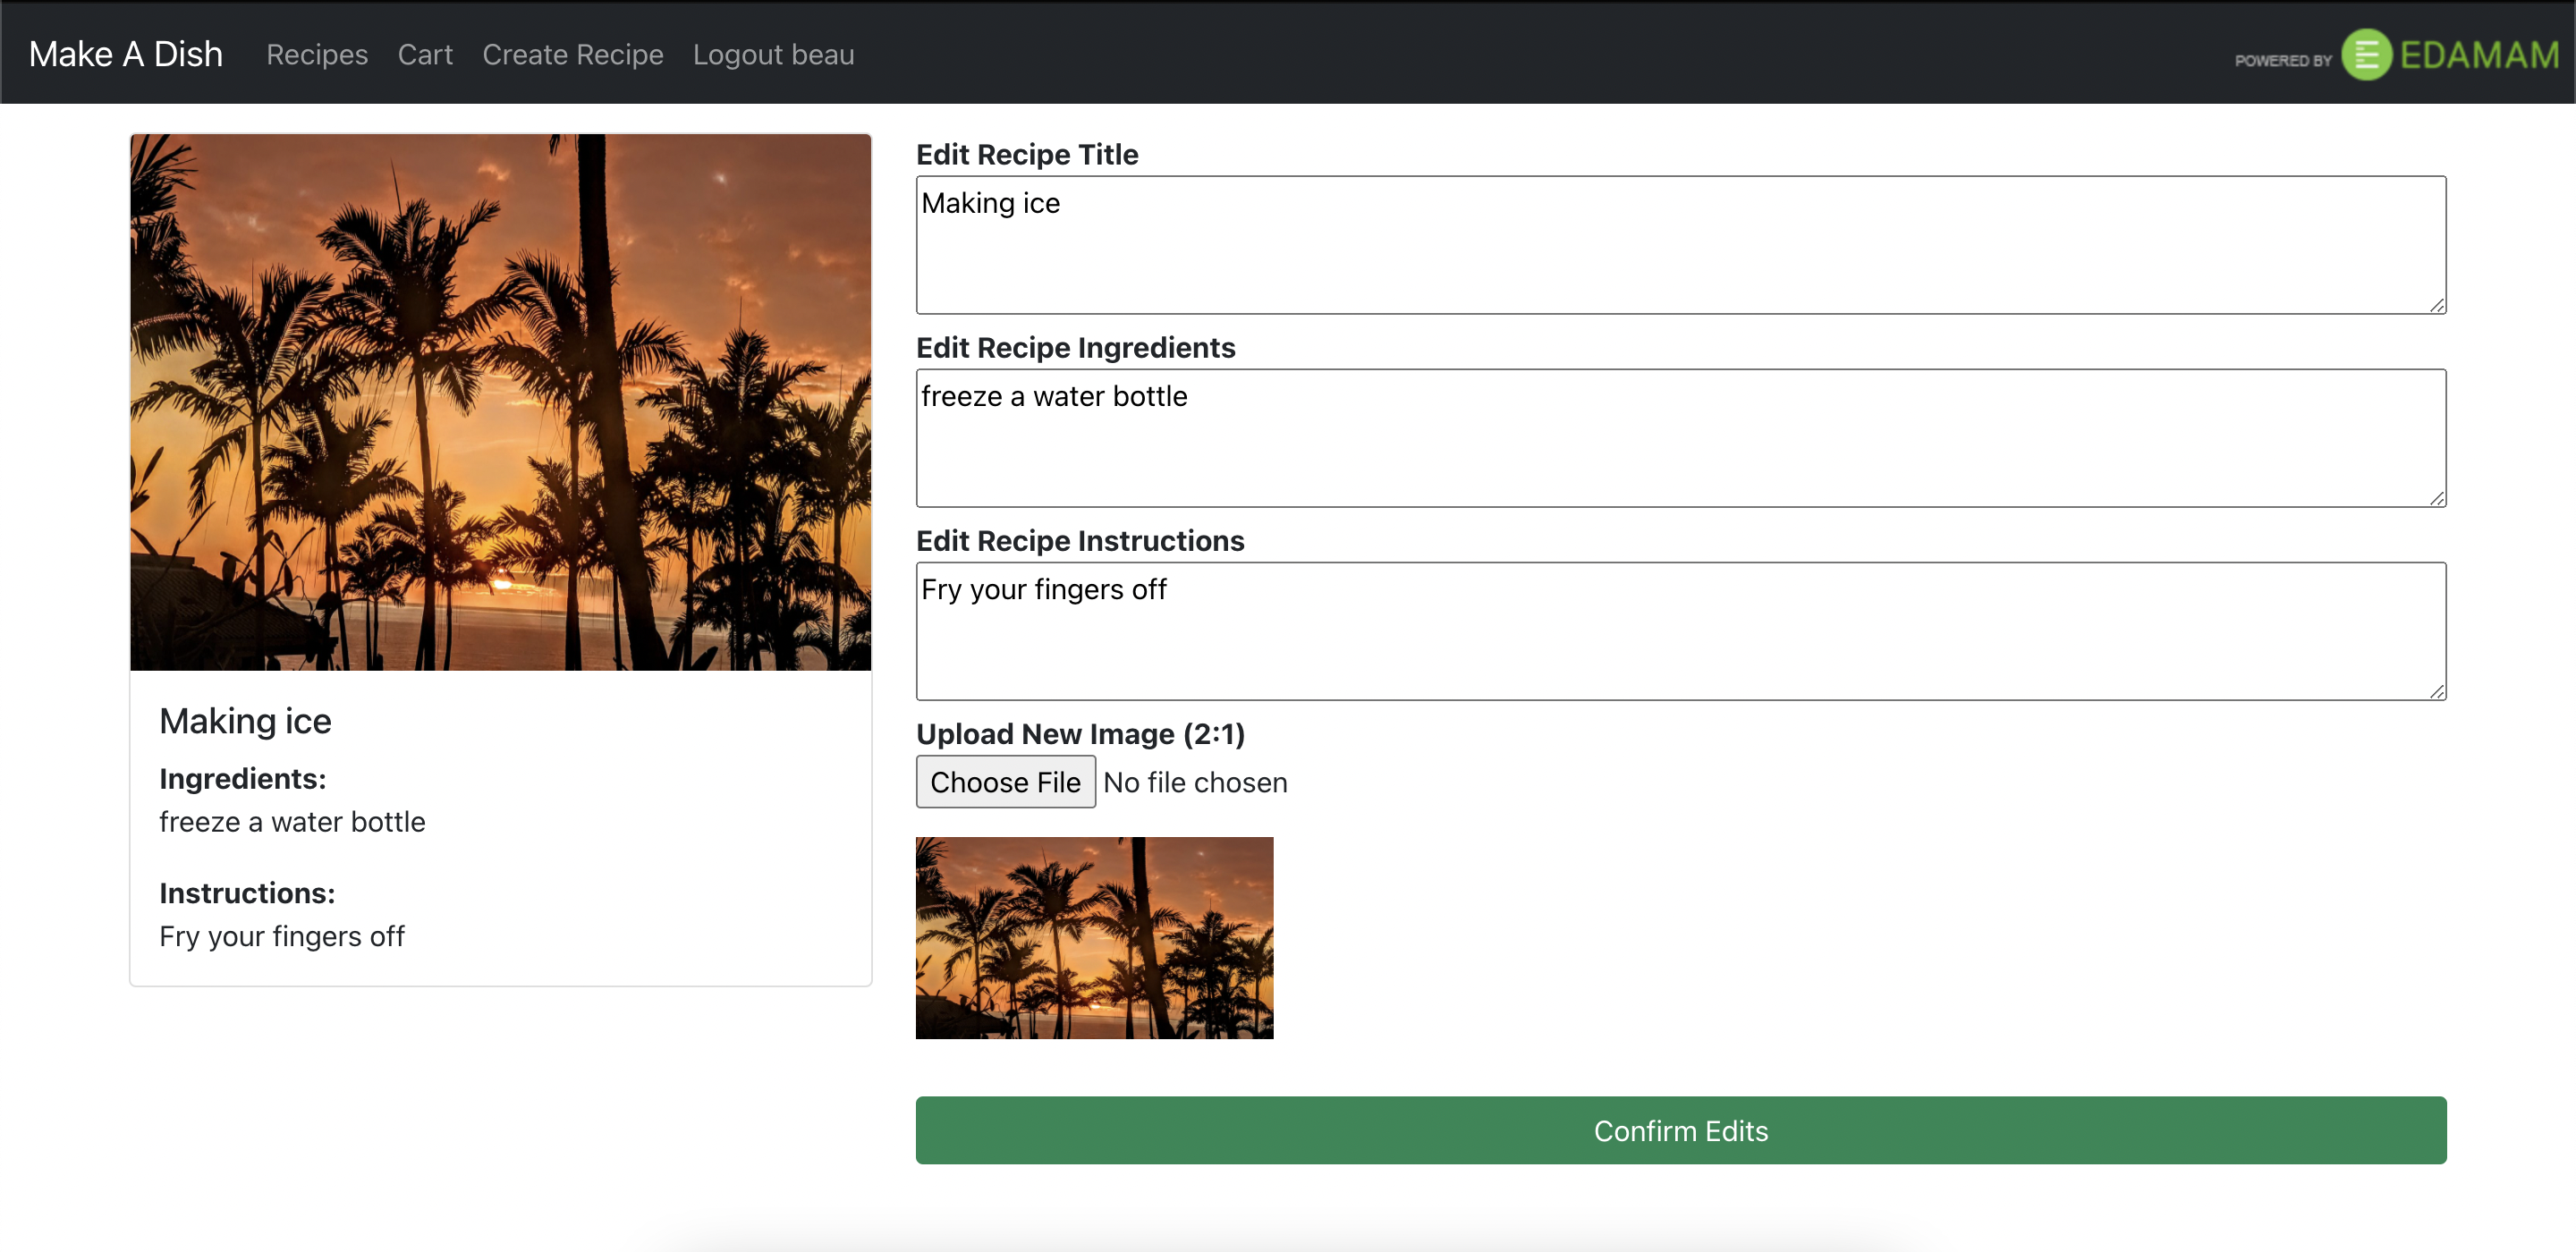 Make A Dish Recipes Cart Create Recipe Logout beau POWERED BY EDAMAM
Making ice
Ingredients:
freeze a water bottle
Instructions:
Fry your fingers off
Edit Recipe Title
Making ice
Edit Recipe Ingredients
freeze a water bottle
Edit Recipe Instructions
Fry your fingers off
Upload New Image (2:1)
Choose File No file chosen
Confirm Edits